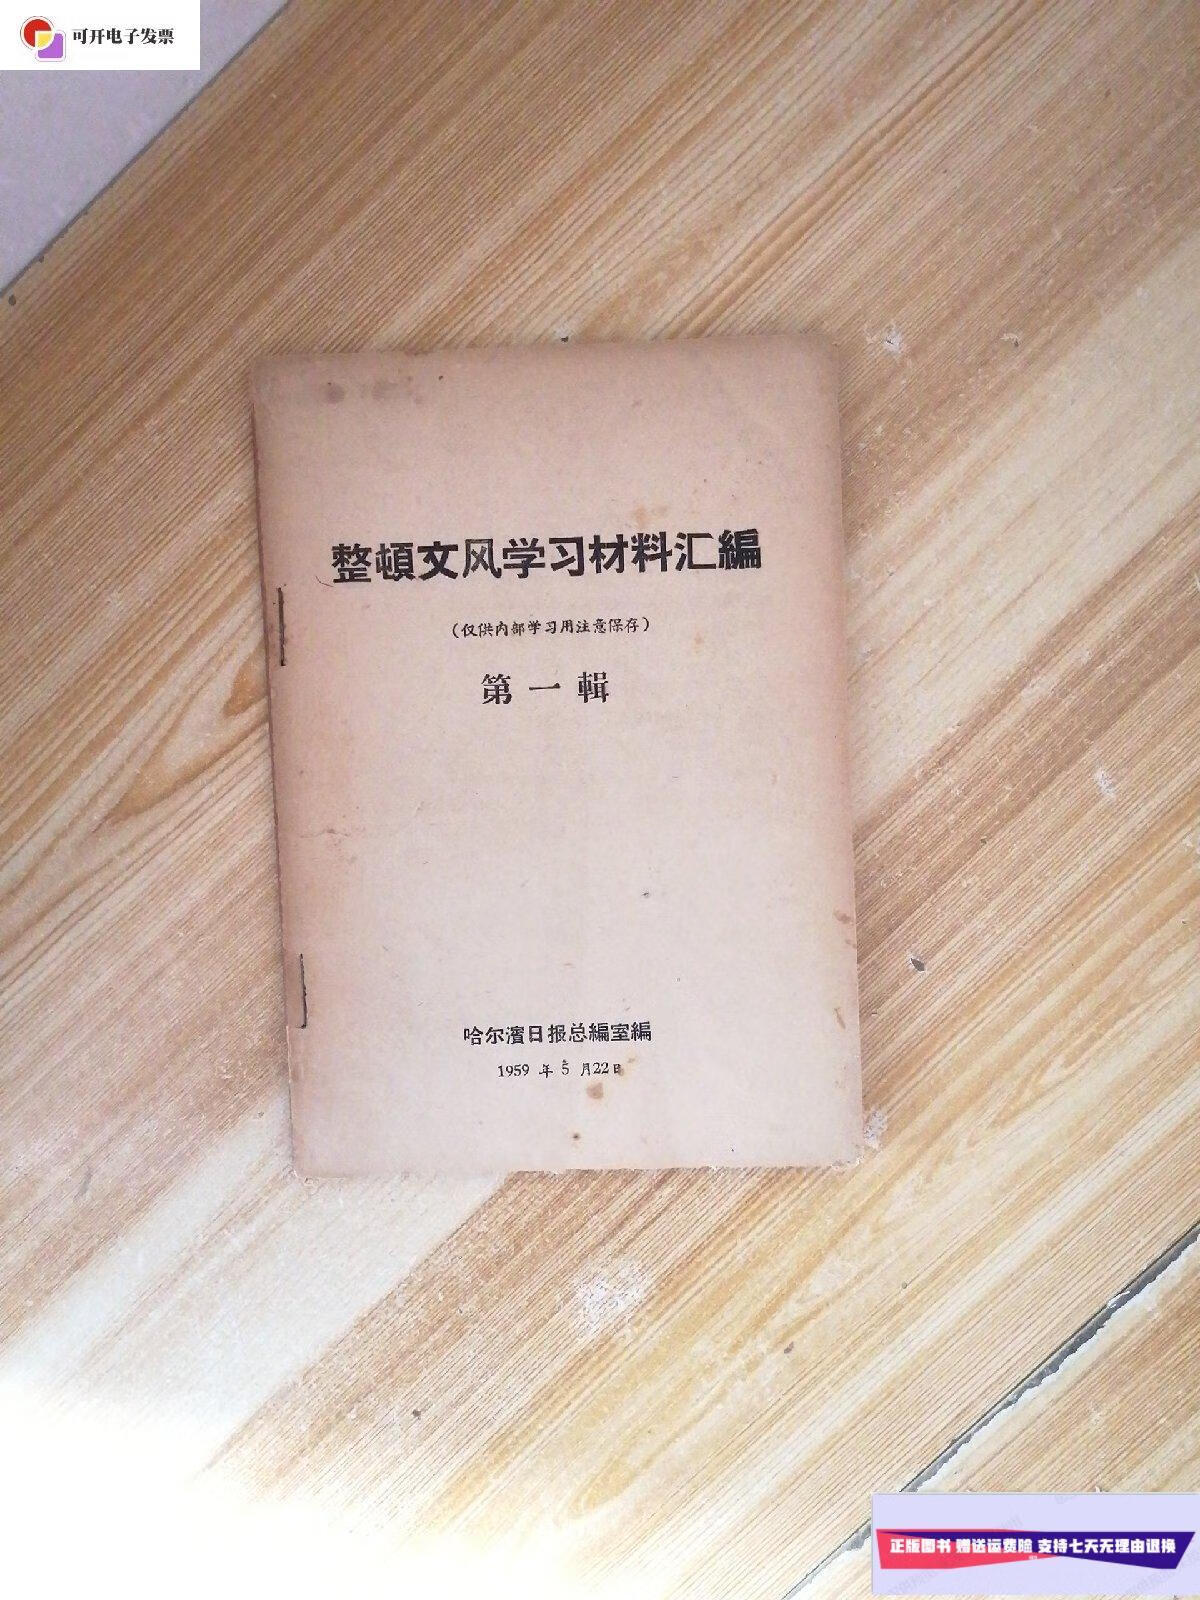 可开电子发票
整頓文风学习材料汇編
（仅供内部学习用注意保存）
第一輯
哈尔濱日报总編室編
1959 年 5 月22日
正版图书 赠送运费险 支持七天无理由退换